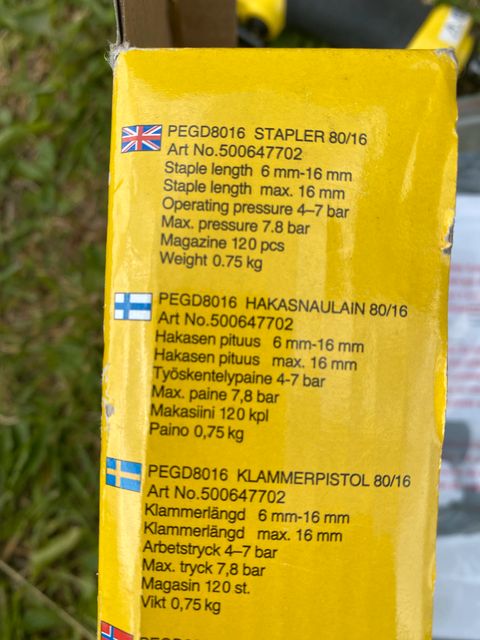 PEGD8016 STAPLER 80/16
Art No.500647702
Staple length 6 mm-16 mm
Staple length max. 16 mm
Operating pressure 4–7 bar
Max. pressure 7.8 bar
Magazine 120 pcs
Weight 0.75 kg
PEGD8016 HAKASNAULAIN 80/16
Art No.500647702
Hakasen pituus 6 mm-16 mm
Hakasen pituus max. 16 mm
Työskentelypaine 4-7 bar
Max. paine 7,8 bar
Makasiini 120 kpl
Paino 0,75 kg
PEGD8016 KLAMMERPISTOL 80/16
Art No.500647702
Klammerlängd 6 mm-16 mm
Klammerlängd max. 16 mm
Arbetstryck 4–7 bar
Max. tryck 7,8 bar
Magasin 120 st.
Vikt 0,75 kg